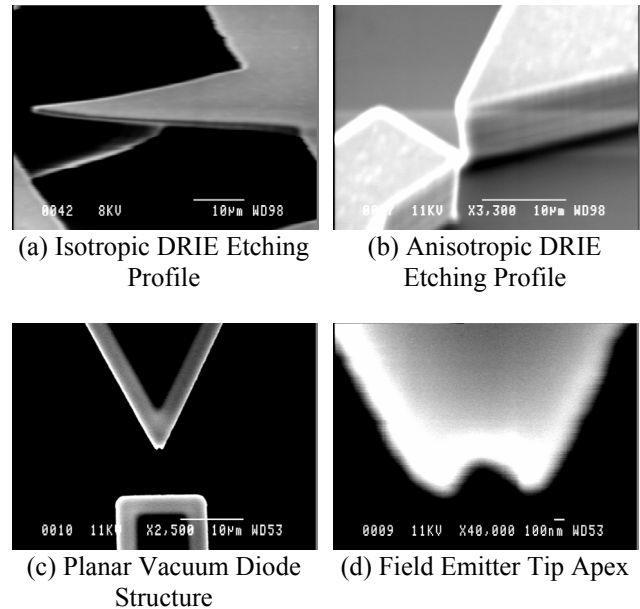 0042 8KV 10µm WD98
11KV X3,300 10µm WD98
(a) Isotropic DRIE Etching
Profile
(b) Anisotropic DRIE
Etching Profile
0010 11KV X2,500 10µm WD53
0009 11KV X40,000 100nm WD53
(c) Planar Vacuum Diode
Structure
(d) Field Emitter Tip Apex